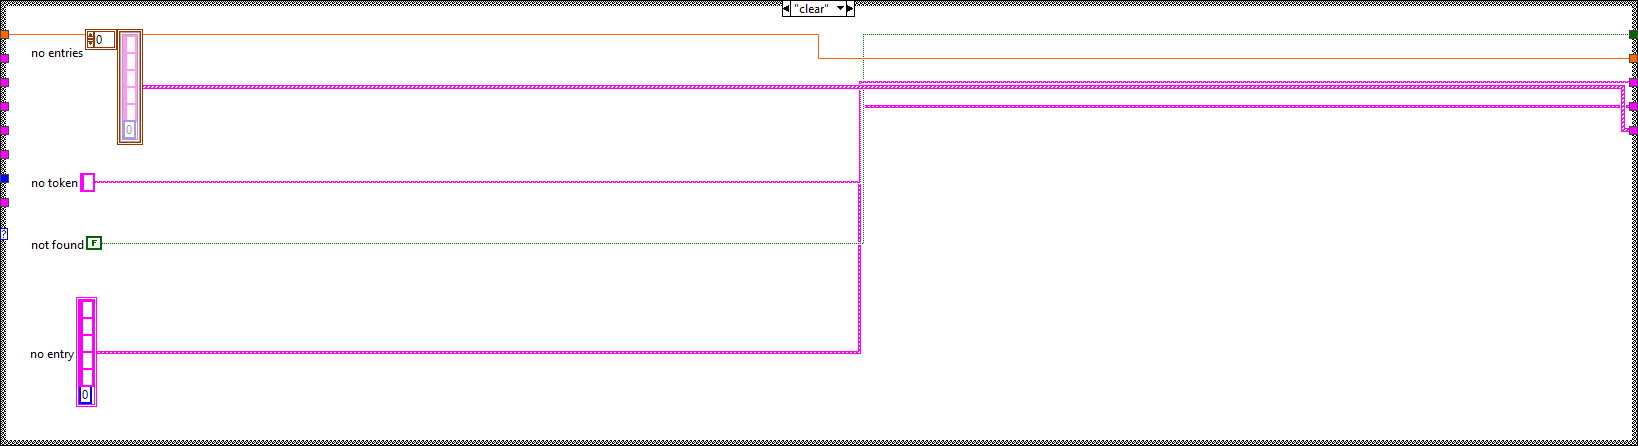 "clear"
0
no entries
0
no token
not found F
no entry
0
?